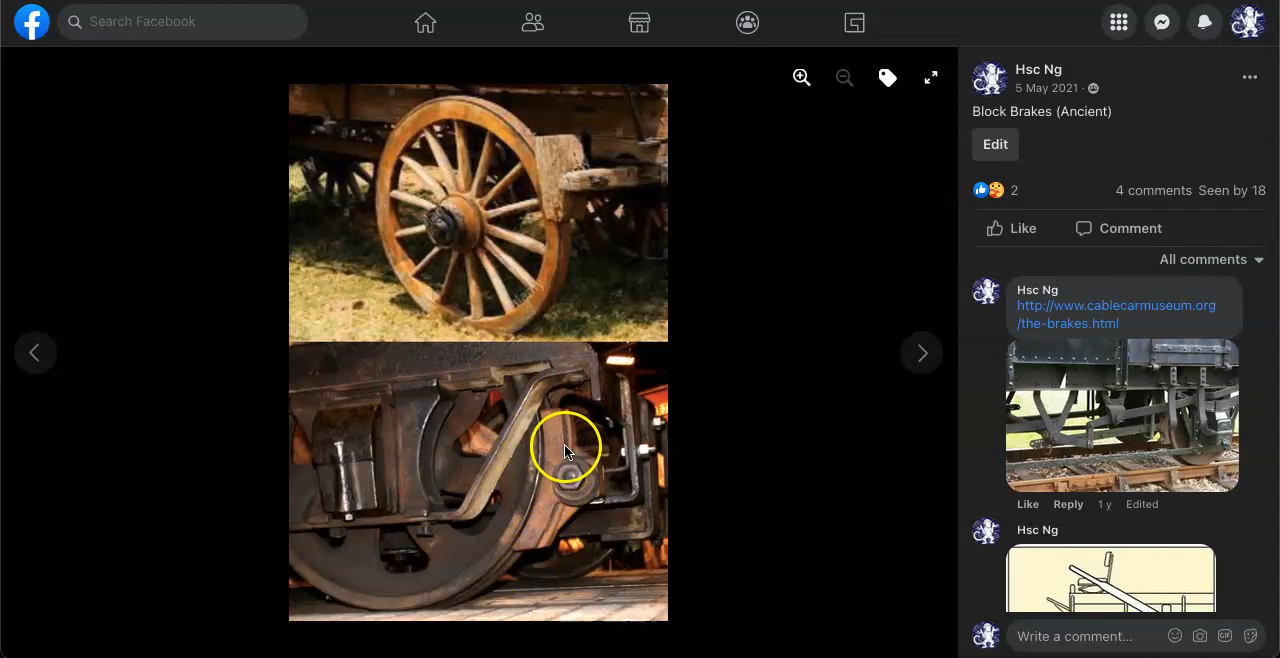 Search Facebook
Hsc Ng
5 May 2021 ·
Block Brakes (Ancient)
Edit
2
4 comments Seen by 18
Like Comment
All comments
Hsc Ng
http://www.cablecarmuseum.org
/the-brakes.html
Like Reply 1 y Edited
Hsc Ng
Write a comment...
GIF